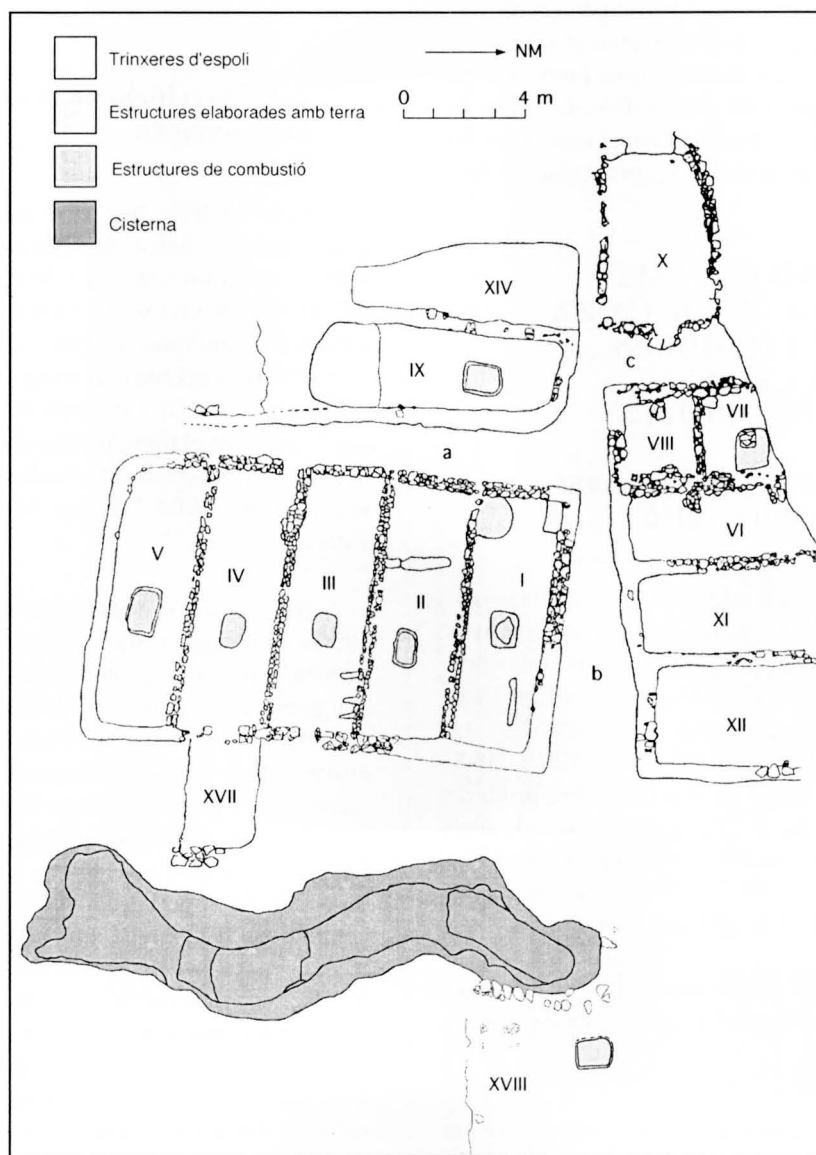 Trinxeres d'espoli
NM
Estructures elaborades amb terra
0 4 m
Estructures de combustió
Cisterna
X
XIV
IX
c
VII
VIII
a
VI
V
IV
III
II
I
XI
b
XII
XVII
XVIII